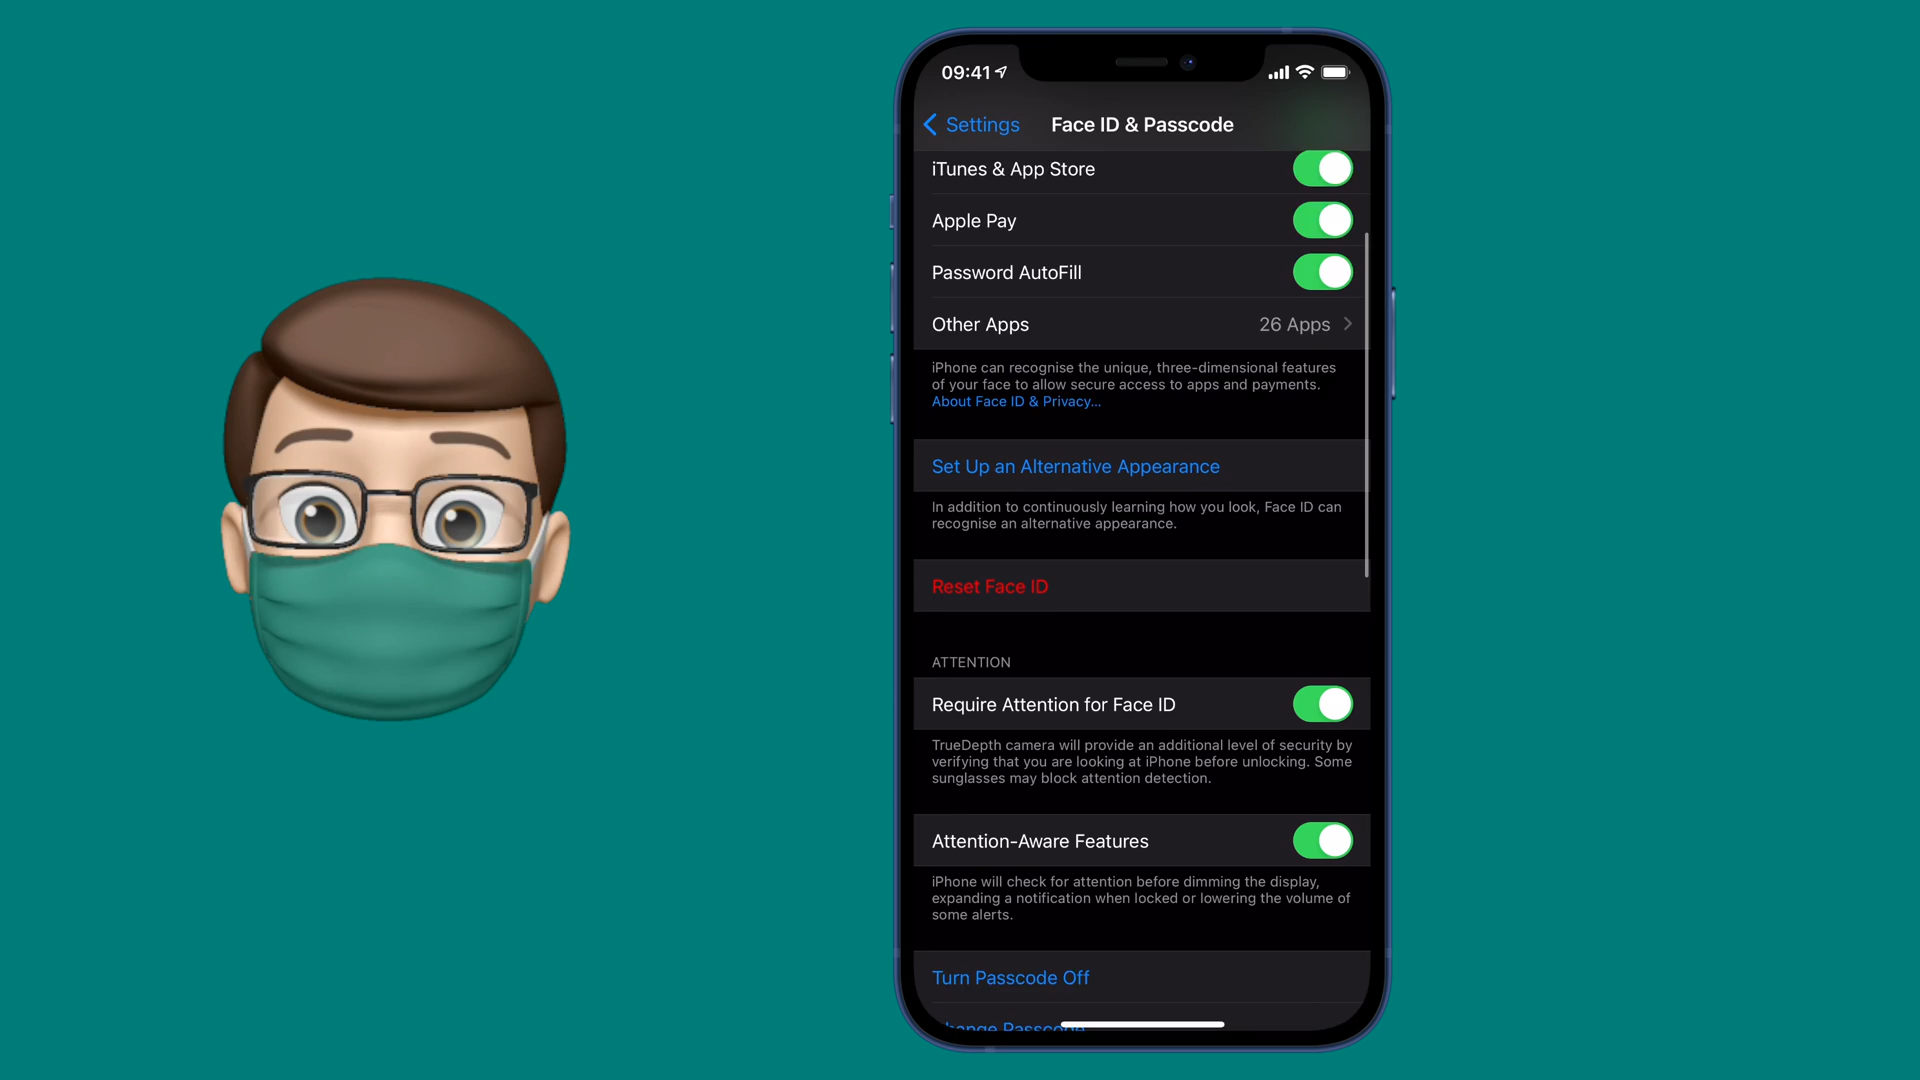 09:41
Settings
Face ID & Passcode
iTunes & App Store
Apple Pay
Password AutoFill
Other Apps 26 Apps
iPhone can recognise the unique, three-dimensional features
of your face to allow secure access to apps and payments.
About Face ID & Privacy...
Set Up an Alternative Appearance
In addition to continuously learning how you look, Face ID can
recognise an alternative appearance.
Reset Face ID
ATTENTION
Require Attention for Face ID
TrueDepth camera will provide an additional level of security by
verifying that you are looking at iPhone before unlocking. Some
sunglasses may block attention detection.
Attention-Aware Features
iPhone will check for attention before dimming the display,
expanding a notification when locked or lowering the volume of
some alerts.
Turn Passcode Off
Change Passcode